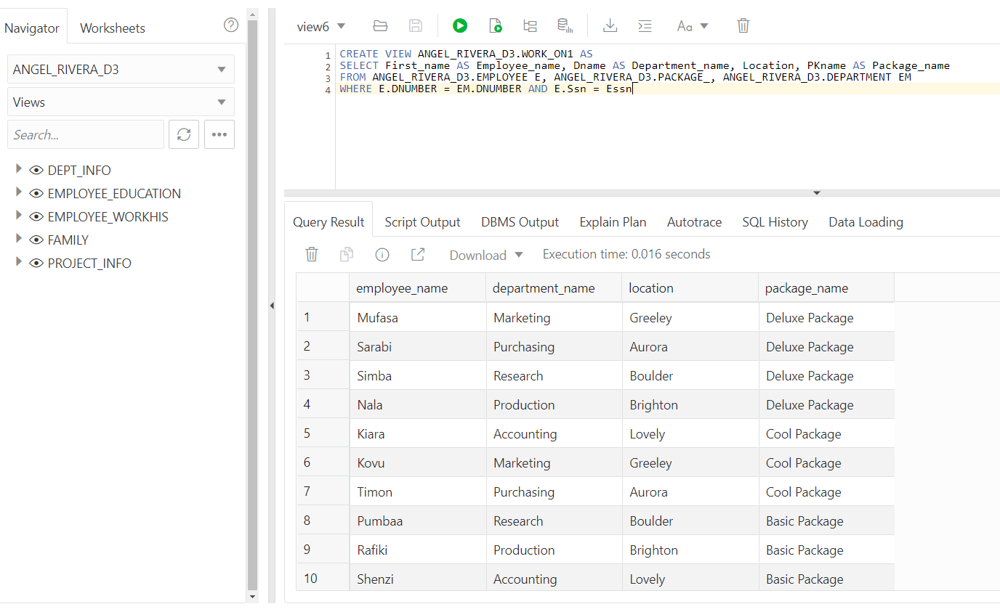 Navigator Worksheets
ANGEL_RIVERA_D3
Views
Search...
DEPT_INFO
EMPLOYEE_EDUCATION
EMPLOYEE_WORKHIS
FAMILY
PROJECT_INFO
view6
Aa
1 CREATE VIEW ANGEL_RIVERA_D3.WORK_ON1 AS
2 SELECT First_name AS Employee_name, Dname AS Department_name, Location, PKname AS Package_name
3 FROM ANGEL_RIVERA_D3.EMPLOYEE E, ANGEL_RIVERA_D3.PACKAGE_, ANGEL_RIVERA_D3.DEPARTMENT EM
4 WHERE E.DNUMBER = EM.DNUMBER AND E.Ssn = Essn
Query Result Script Output DBMS Output Explain Plan Autotrace SQL History Data Loading
Download Execution time: 0.016 seconds
employee_name department_name location package_name
1 Mufasa Marketing Greeley Deluxe Package
2 Sarabi Purchasing Aurora Deluxe Package
3 Simba Research Boulder Deluxe Package
4 Nala Production Brighton Deluxe Package
5 Kiara Accounting Lovely Cool Package
6 Kovu Marketing Greeley Cool Package
7 Timon Purchasing Aurora Cool Package
8 Pumbaa Research Boulder Basic Package
9 Rafiki Production Brighton Basic Package
10 Shenzi Accounting Lovely Basic Package